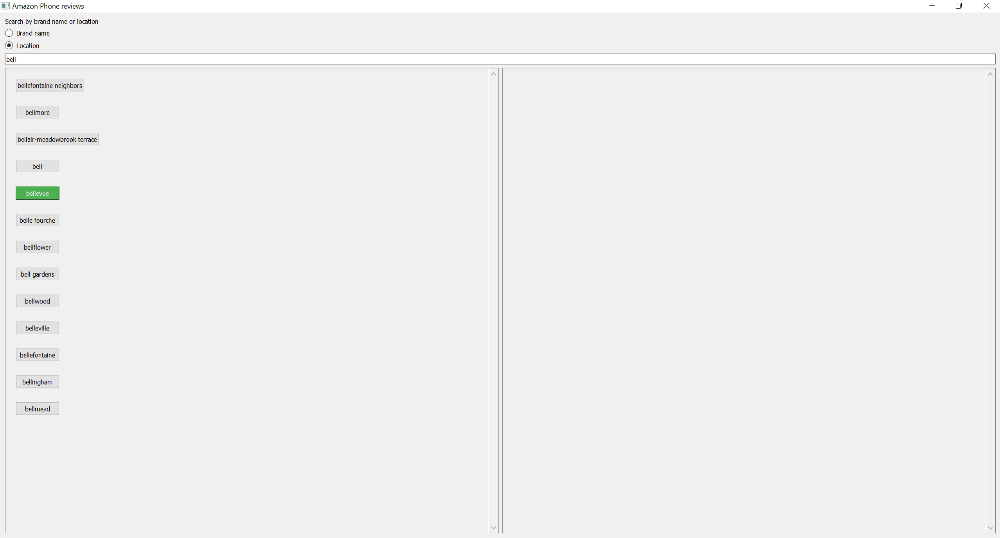 Amazon Phone reviews
Search by brand name or location
Brand name
Location
bell
bellefontaine neighbors
bellmore
bellair-meadowbrook terrace
bell
bellevue
belle fourche
bellflower
bell gardens
bellwood
belleville
bellefontaine
bellingham
bellmead